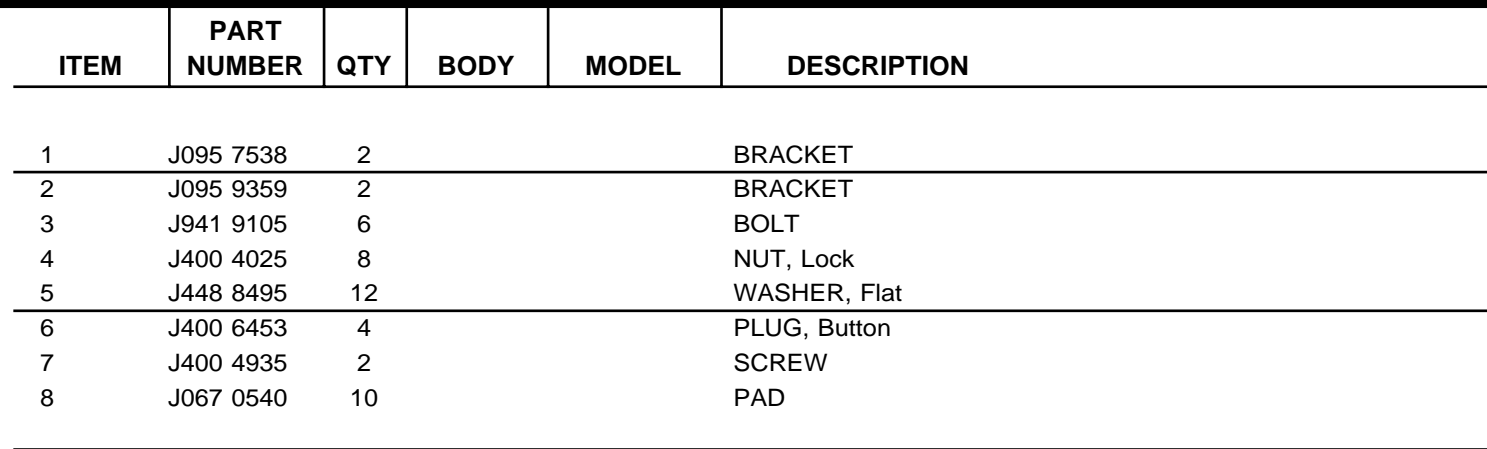 PART
ITEM NUMBER QTY BODY MODEL DESCRIPTION
1 J095 7538 2 BRACKET
2 J095 9359 2 BRACKET
3 J941 9105 6 BOLT
4 J400 4025 8 NUT, Lock
5 J448 8495 12 WASHER, Flat
6 J400 6453 4 PLUG, Button
7 J400 4935 2 SCREW
8 J067 0540 10 PAD